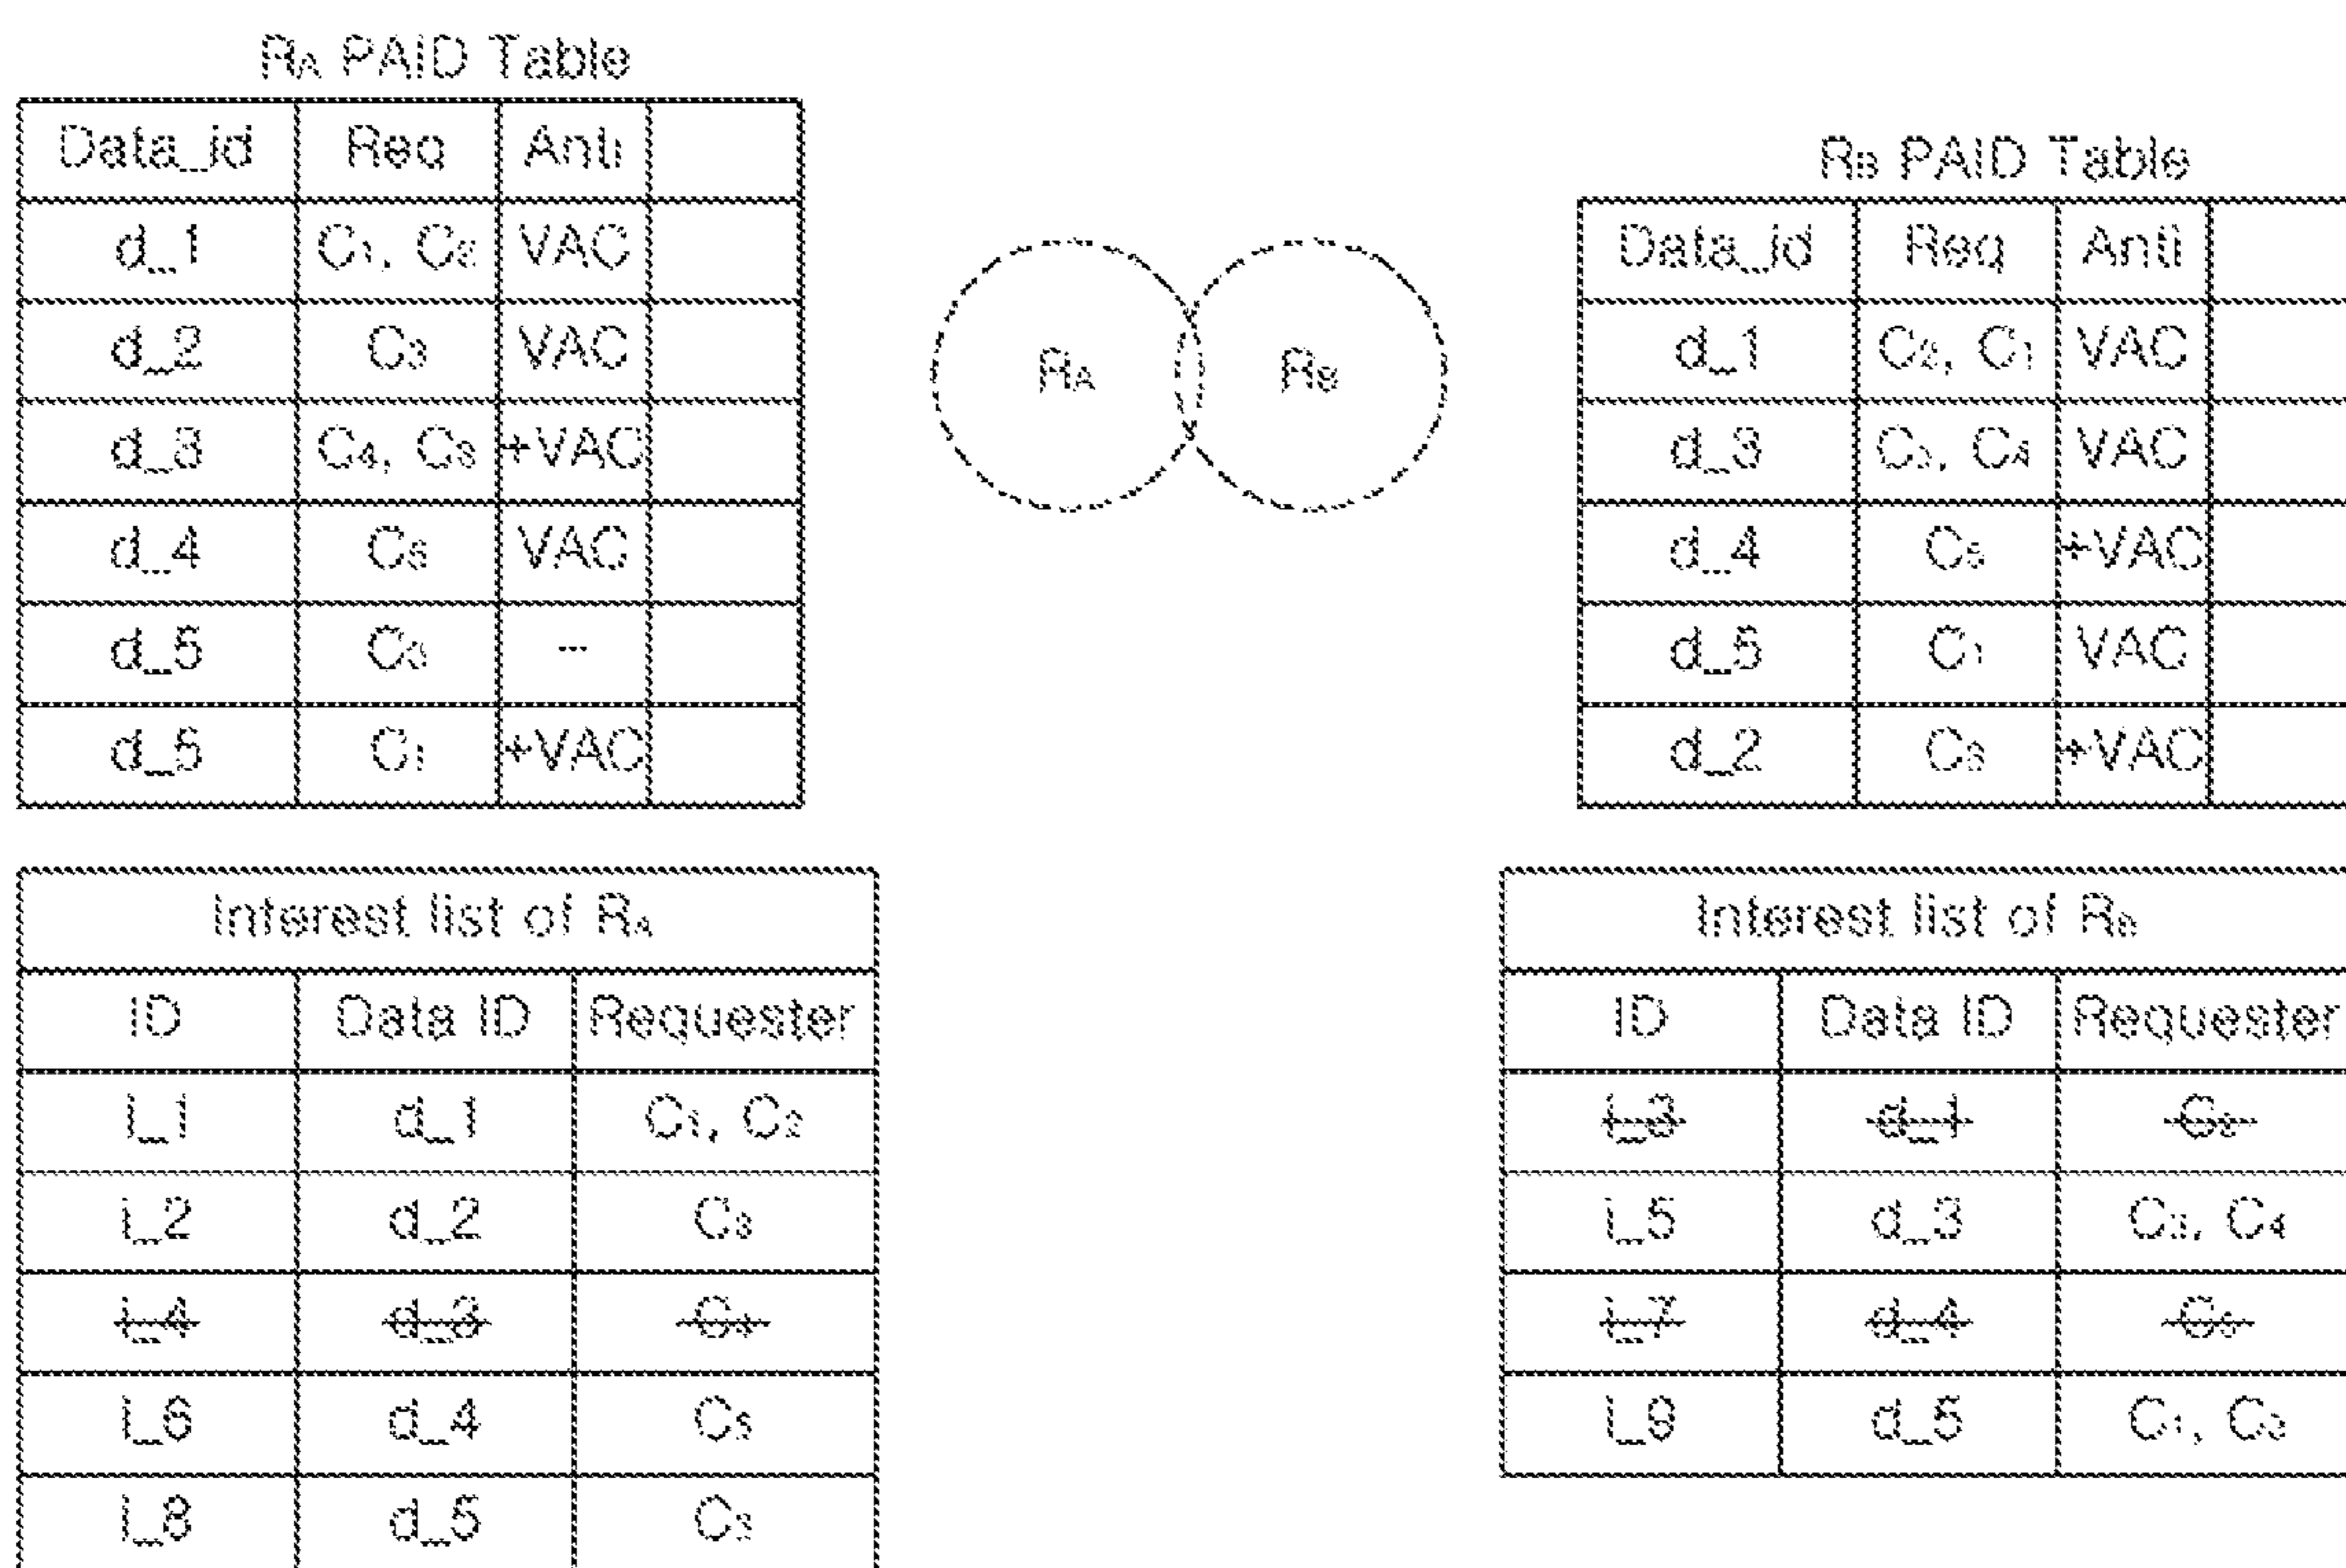 RA PAID Table
Data_id Req Anti
d_1 C1, C2 VAC
d_2 C3 VAC
d_3 C4, C3 +VAC
d_4 C5 VAC
d_5 C3 --
d_5 C1 +VAC
RA RB
RB PAID Table
Data_id Req Anti
d_1 C2, C1 VAC
d_3 C3, C4 VAC
d_4 C5 +VAC
d_5 C1 VAC
d_2 C3 +VAC
Interest list of RA
ID Data ID Requester
i_1 d_1 C1, C2
i_2 d_2 C3
i_4 d_3 C4
i_6 d_4 C5
i_8 d_5 C3
Interest list of RB
ID Data ID Requester
i_3 d_1 C2
i_5 d_3 C3, C4
i_7 d_4 C5
i_9 d_5 C1, C3